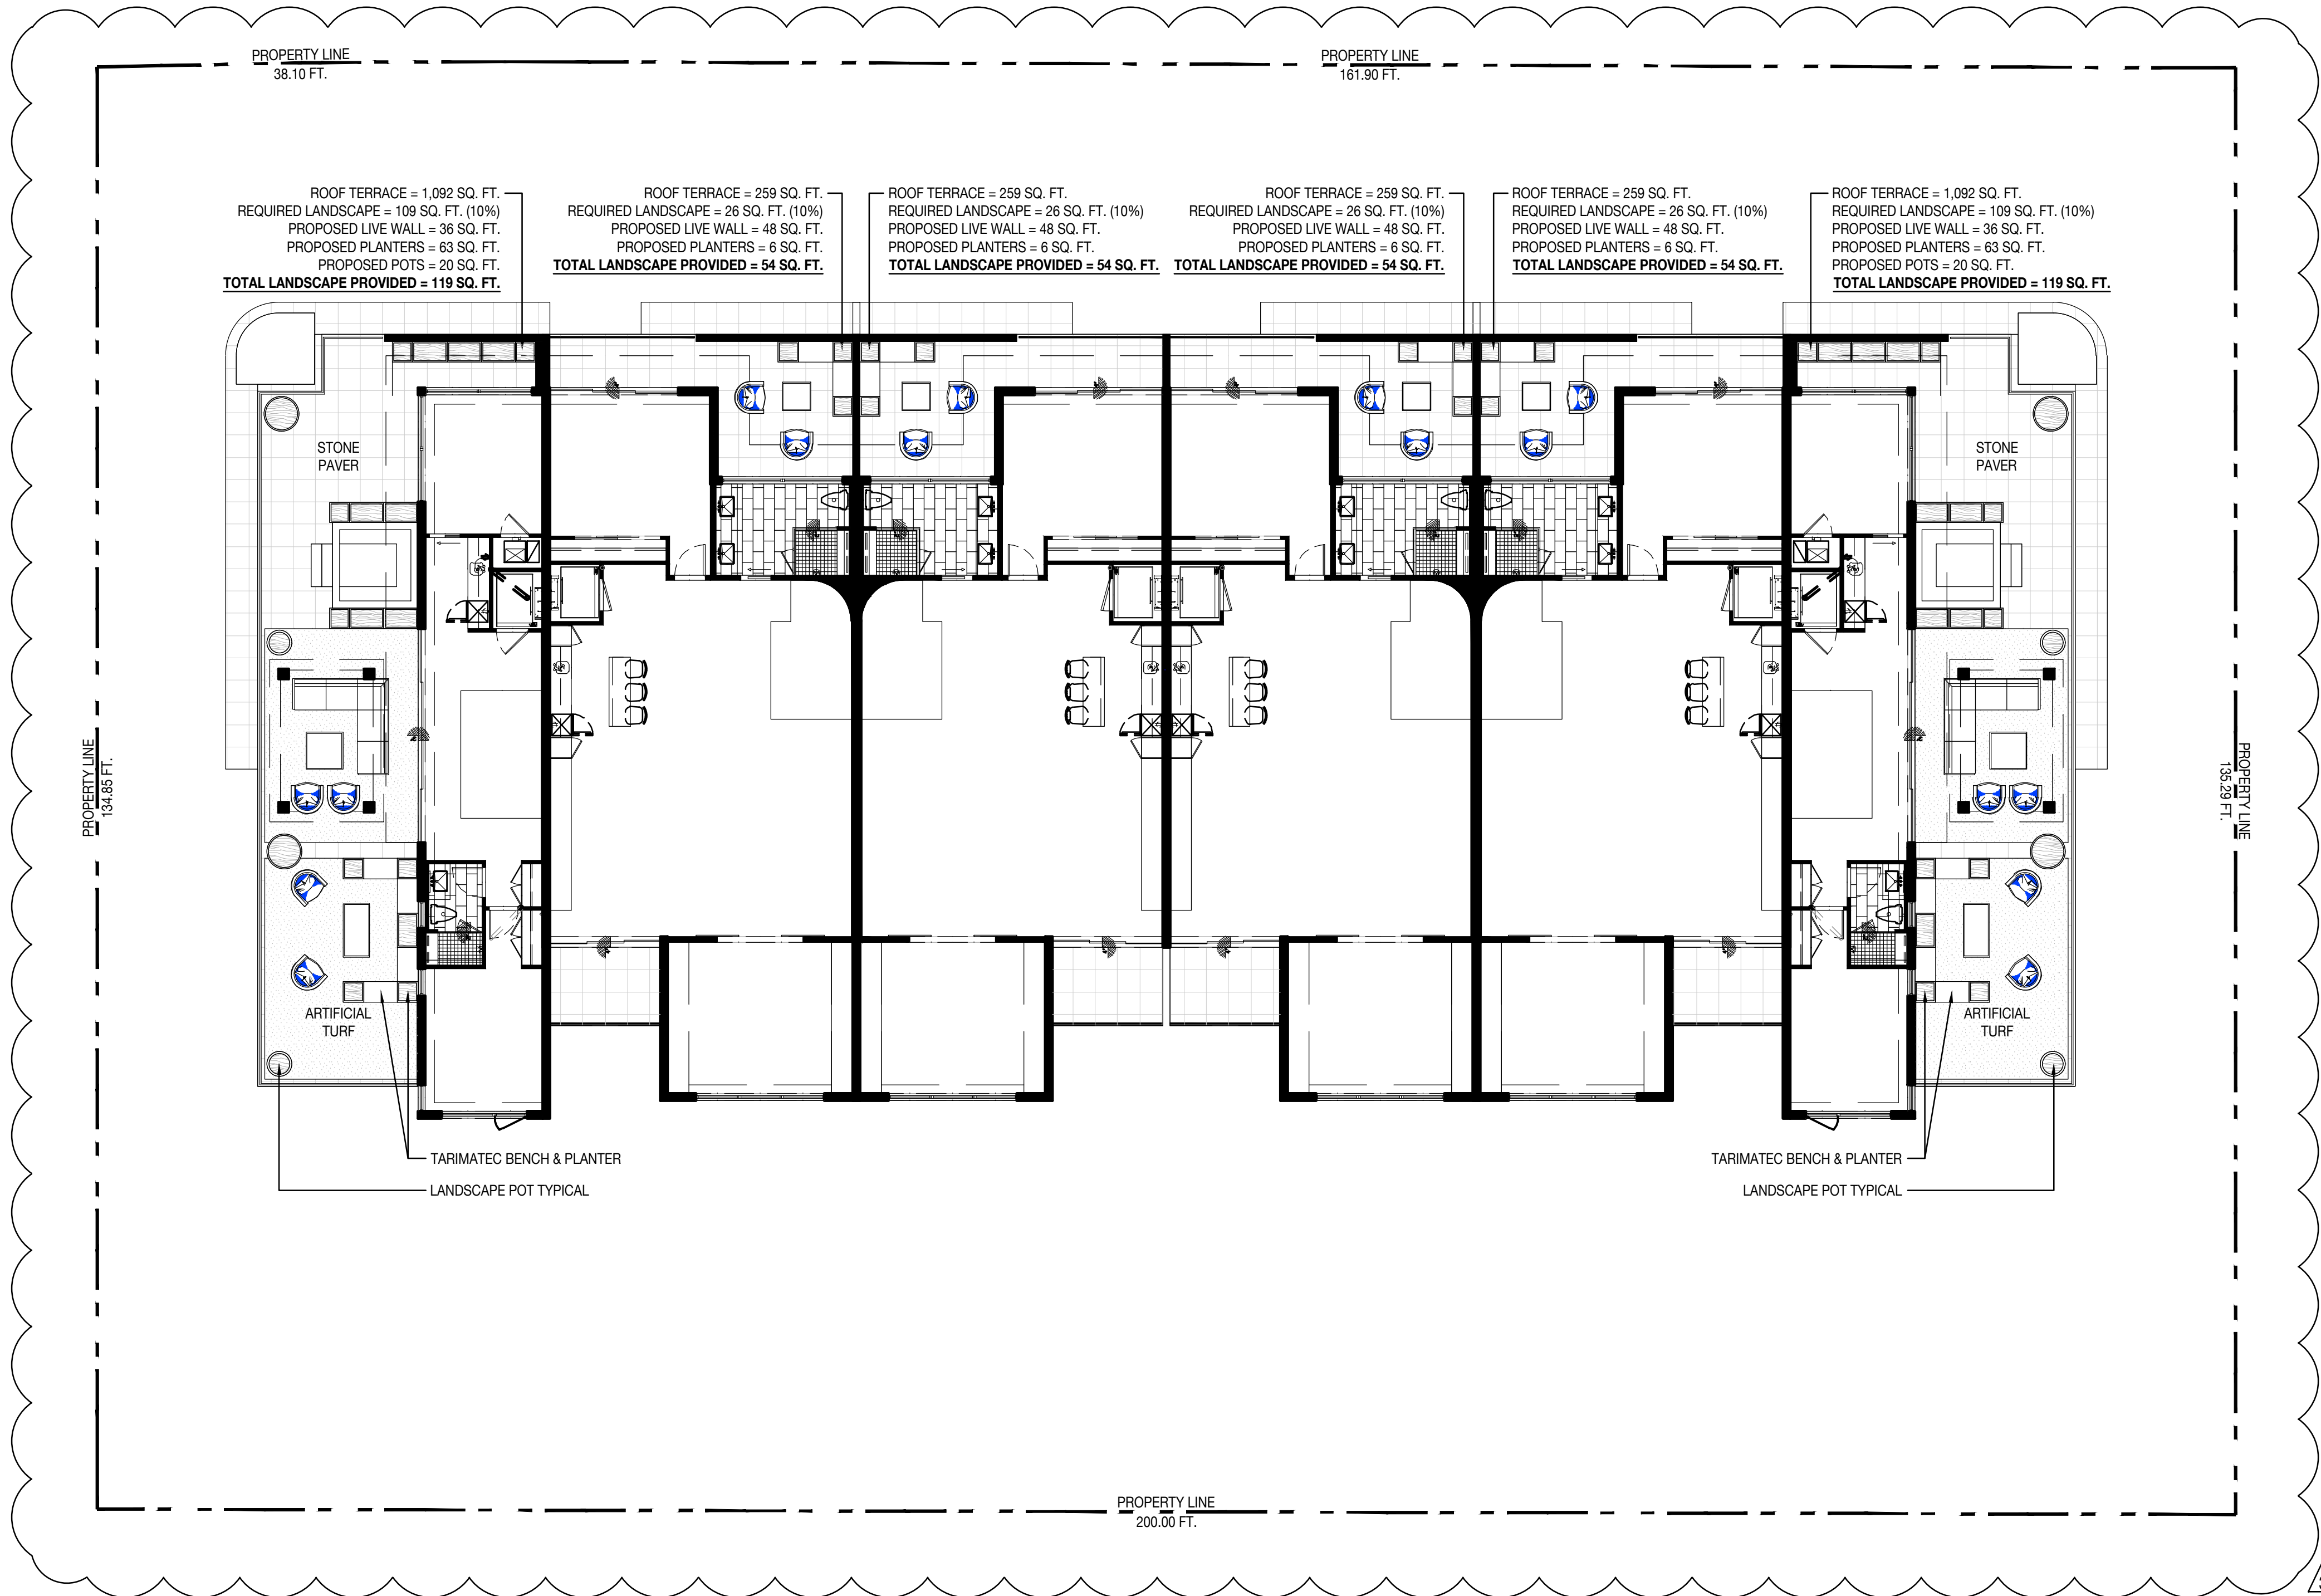 PROPERTY LINE
38.10 FT.
PROPERTY LINE
161.90 FT.
ROOF TERRACE = 1,092 SQ. FT.
REQUIRED LANDSCAPE = 109 SQ. FT. (10%)
PROPOSED LIVE WALL = 36 SQ. FT.
PROPOSED PLANTERS = 63 SQ. FT.
PROPOSED POTS = 20 SQ. FT.
TOTAL LANDSCAPE PROVIDED = 119 SQ. FT.
ROOF TERRACE = 259 SQ. FT.
REQUIRED LANDSCAPE = 26 SQ. FT. (10%)
PROPOSED LIVE WALL = 48 SQ. FT.
PROPOSED PLANTERS = 6 SQ. FT.
TOTAL LANDSCAPE PROVIDED = 54 SQ. FT.
ROOF TERRACE = 259 SQ. FT.
REQUIRED LANDSCAPE = 26 SQ. FT. (10%)
PROPOSED LIVE WALL = 48 SQ. FT.
PROPOSED PLANTERS = 6 SQ. FT.
TOTAL LANDSCAPE PROVIDED = 54 SQ. FT.
ROOF TERRACE = 259 SQ. FT.
REQUIRED LANDSCAPE = 26 SQ. FT. (10%)
PROPOSED LIVE WALL = 48 SQ. FT.
PROPOSED PLANTERS = 6 SQ. FT.
TOTAL LANDSCAPE PROVIDED = 54 SQ. FT.
ROOF TERRACE = 259 SQ. FT.
REQUIRED LANDSCAPE = 26 SQ. FT. (10%)
PROPOSED LIVE WALL = 48 SQ. FT.
PROPOSED PLANTERS = 6 SQ. FT.
TOTAL LANDSCAPE PROVIDED = 54 SQ. FT.
ROOF TERRACE = 1,092 SQ. FT.
REQUIRED LANDSCAPE = 109 SQ. FT. (10%)
PROPOSED LIVE WALL = 36 SQ. FT.
PROPOSED PLANTERS = 63 SQ. FT.
PROPOSED POTS = 20 SQ. FT.
TOTAL LANDSCAPE PROVIDED = 119 SQ. FT.
STONE
PAVER
STONE
PAVER
PROPERTY LINE
134.85 FT.
PROPERTY LINE
135.29 FT.
ARTIFICIAL
TURF
ARTIFICIAL
TURF
TARIMATEC BENCH & PLANTER
LANDSCAPE POT TYPICAL
TARIMATEC BENCH & PLANTER
LANDSCAPE POT TYPICAL
PROPERTY LINE
200.00 FT.